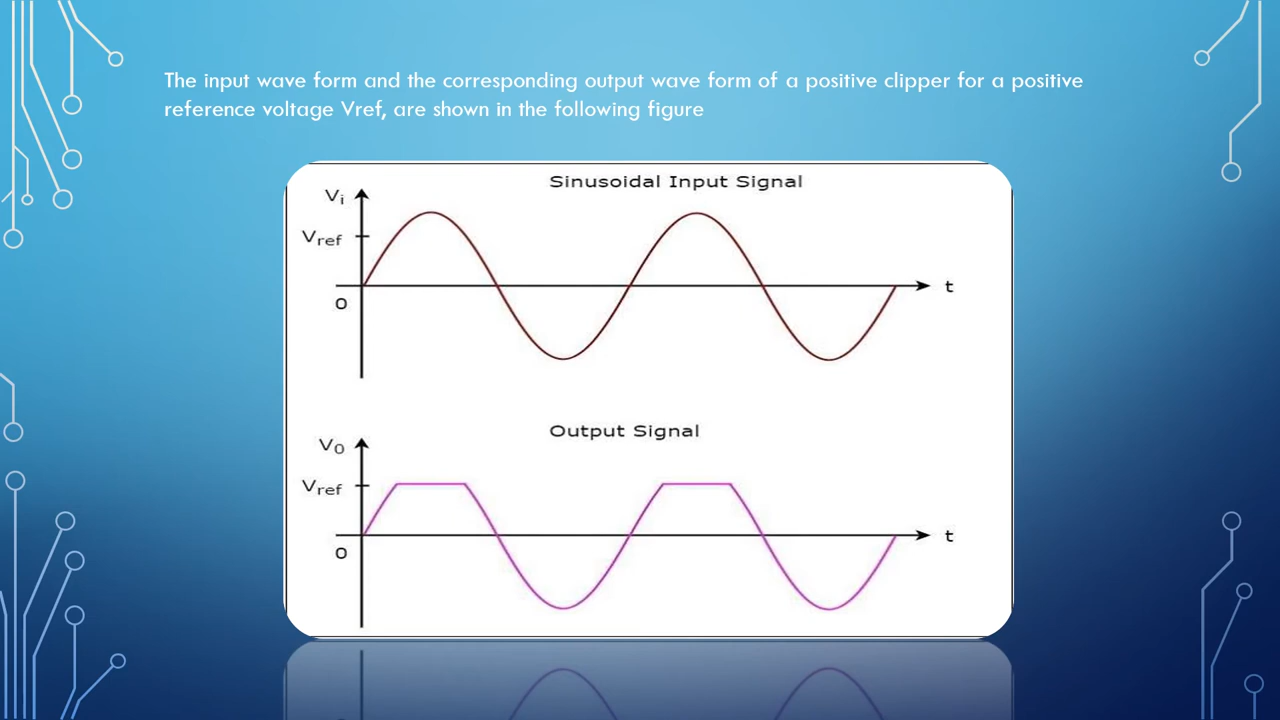 The input wave form and the corresponding output wave form of a positive clipper for a positive
reference voltage Vref, are shown in the following figure
Sinusoidal Input Signal
Vi
Vref
t
0
Output Signal
V0
Vref
t
0